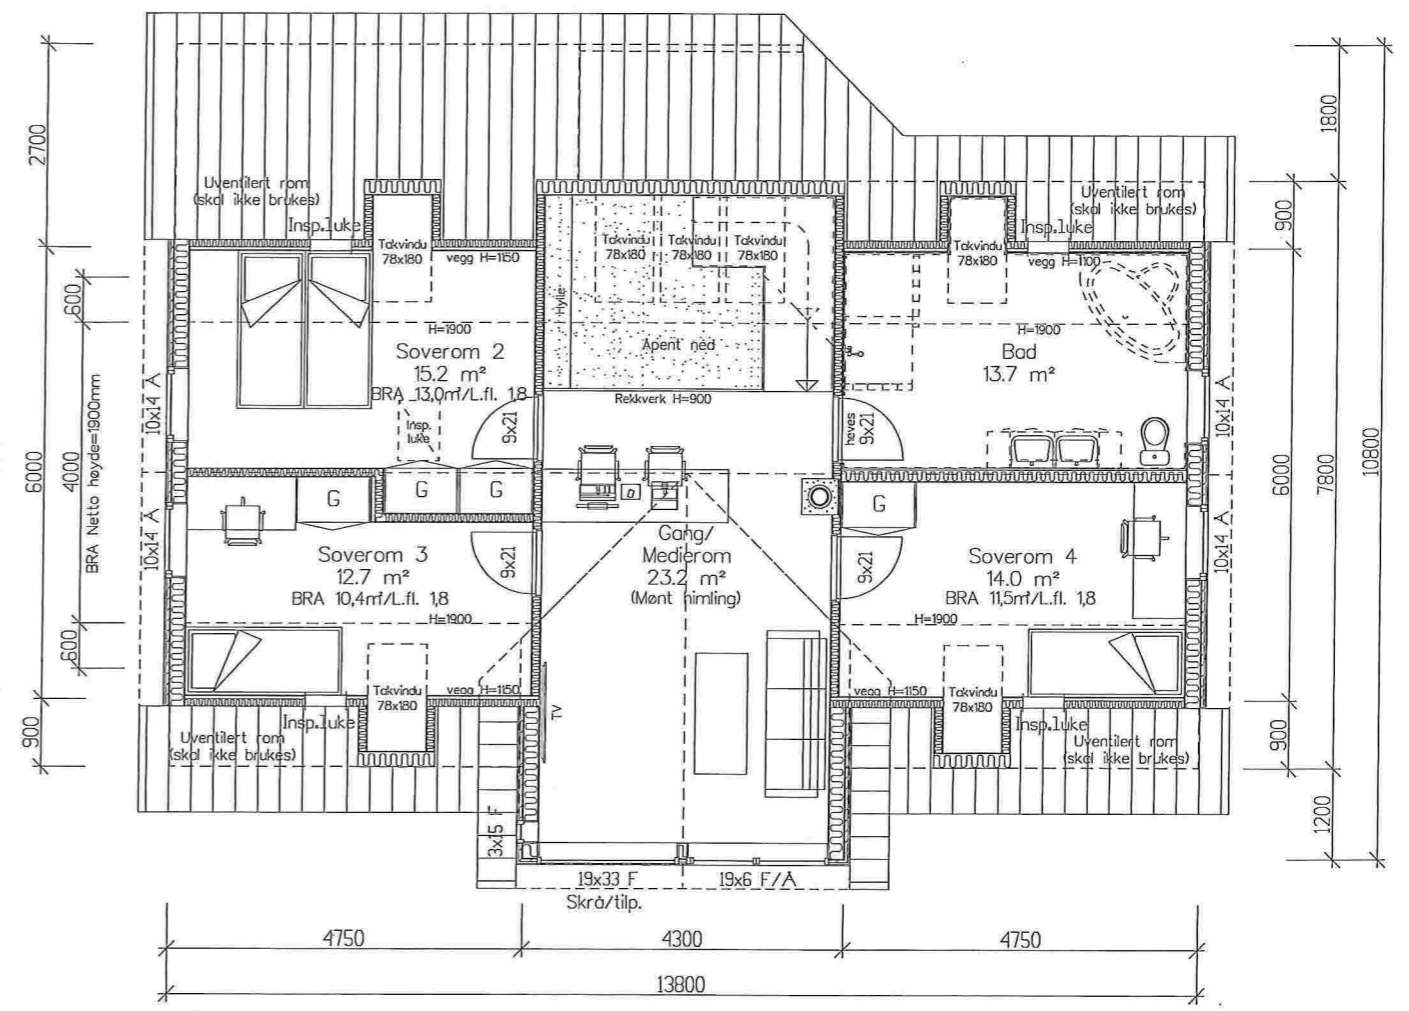 2700
1800
10800
Uventilert rom
(skal ikke brukes)
Insp.luke
Takvindu
78x180
vegg H=1150
Takvindu
78x180
Takvindu
78x180
Takvindu
78x180
Takvindu
78x180
Insp.luke
vegg H=1100
Uventilert rom
(skal ikke brukes)
900
600
Hylle
H=1900
H=1900
Åpent ned
Soverom 2
15.2 m²
BRA 13,0m²/L.fl. 1,8
Bad
13.7 m²
Rekkverk H=900
Insp.
luke
9x21
heves
9x21
10x14 Å
10x14 Å
6000
4000
BRA Netto høyde=1900mm
6000
7800
G
G
G
G
10x14 Å
10x14 Å
Soverom 3
12.7 m²
BRA 10,4m²/L.fl. 1,8
9x21
Gang/
Medierom
23.2 m²
(Mønt himling)
9x21
Soverom 4
14.0 m²
BRA 11,5m²/L.fl. 1,8
H=1900
H=1900
600
Takvindu
78x180
vegg H=1150
TV
vegg H=1150
Takvindu
78x180
Insp.luke
Insp.luke
Uventilert rom
(skal ikke brukes)
Uventilert rom
(skal ikke brukes)
900
900
1200
3x15 F
19x33 F
19x6 F/Å
Skrå/tilp.
4750
4300
4750
13800